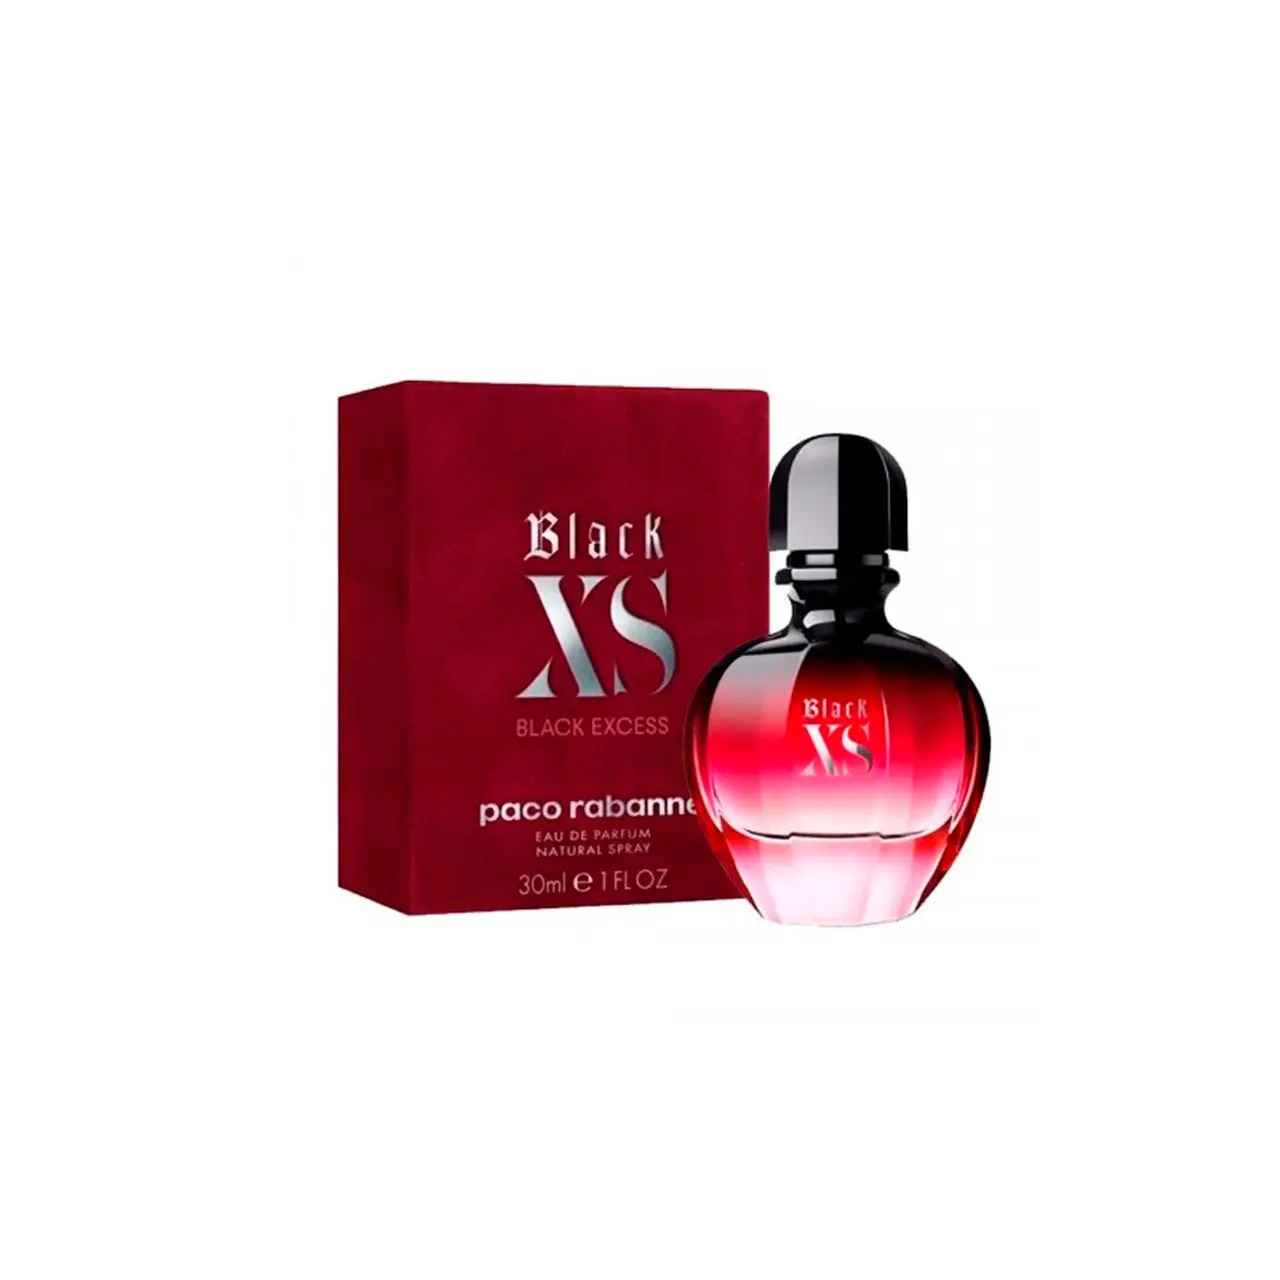 Black
XS
BLACK EXCESS
paco rabanne
EAU DE PARFUM
NATURAL SPRAY
30ml e 1 FL OZ
Black
XS